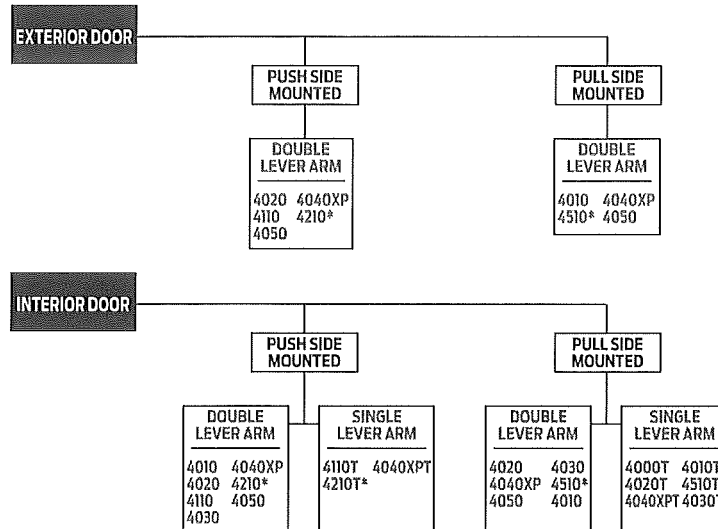 EXTERIOR DOOR
PUSH SIDE
MOUNTED
PULL SIDE
MOUNTED
DOUBLE
LEVER ARM
4020 4040XP
4110 4210*
4050
DOUBLE
LEVER ARM
4010 4040XP
4510* 4050
INTERIOR DOOR
PUSH SIDE
MOUNTED
PULL SIDE
MOUNTED
DOUBLE
LEVER ARM
4010 4040XP
4020 4210*
4110 4050
4030
SINGLE
LEVER ARM
4110T 4040XPT
4210T*
DOUBLE
LEVER ARM
4020 4030
4040XP 4510*
4050 4010
SINGLE
LEVER ARM
4000T 4010T
4020T 4510T
4040XPT 4030T